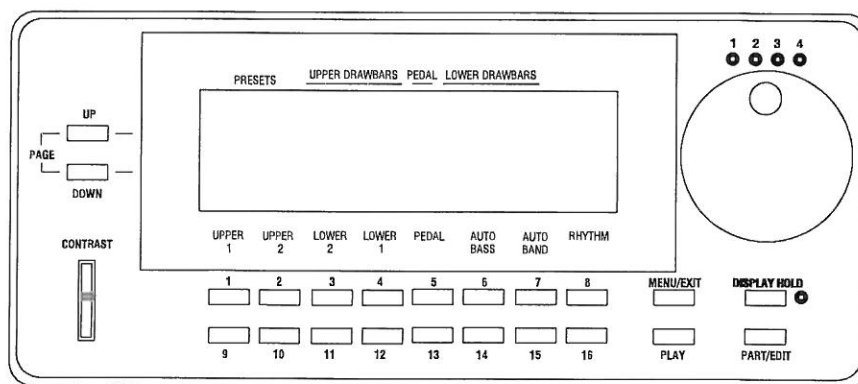 1 2 3 4
PRESETS UPPER DRAWBARS PEDAL LOWER DRAWBARS
UP
PAGE
DOWN
CONTRAST
UPPER 1 UPPER 2 LOWER 2 LOWER 1 PEDAL AUTO BASS AUTO BAND RHYTHM
1 2 3 4 5 6 7 8 MENU/EXIT DISPLAY HOLD
9 10 11 12 13 14 15 16 PLAY PART/EDIT